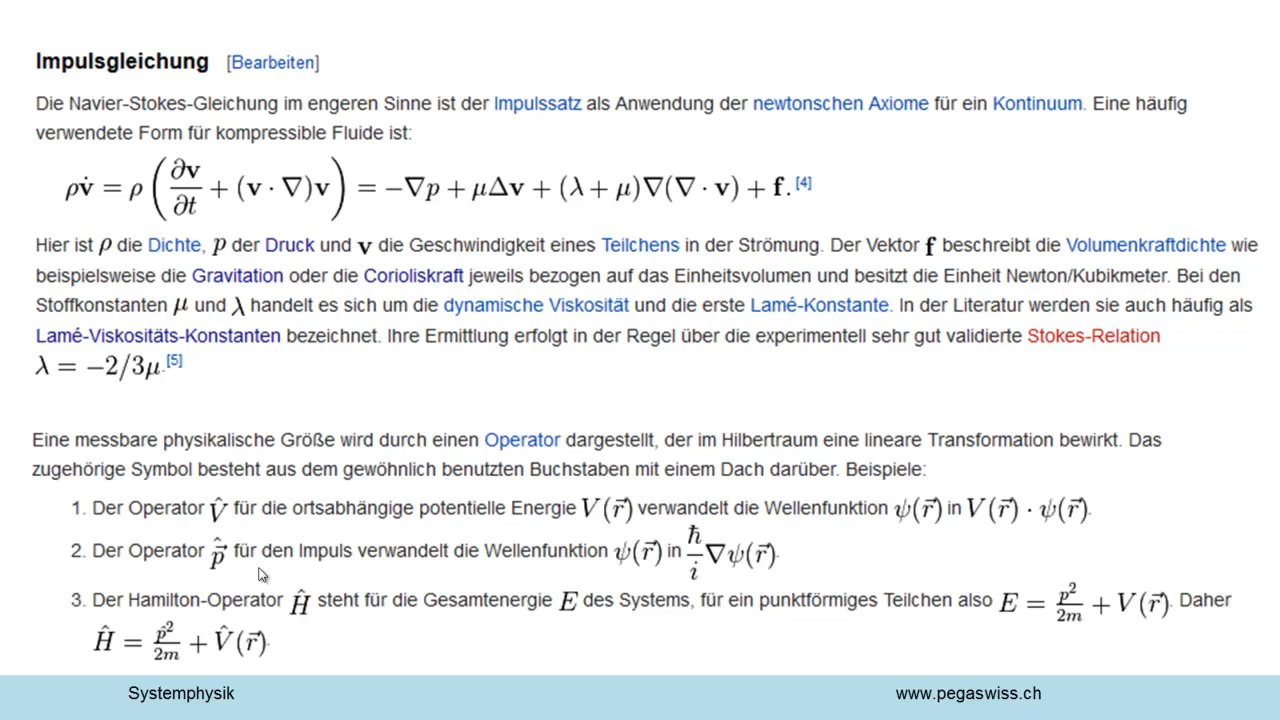 Impulsgleichung [Bearbeiten]
Die Navier-Stokes-Gleichung im engeren Sinne ist der Impulssatz als Anwendung der newtonschen Axiome für ein Kontinuum. Eine häufig
verwendete Form für kompressible Fluide ist:
ρv̇ = ρ (∂v/∂t + (v · ∇)v) = −∇p + μΔv + (λ + μ)∇(∇ · v) + f. [4]
Hier ist ρ die Dichte, p der Druck und v die Geschwindigkeit eines Teilchens in der Strömung. Der Vektor f beschreibt die Volumenkraftdichte wie
beispielsweise die Gravitation oder die Corioliskraft jeweils bezogen auf das Einheitsvolumen und besitzt die Einheit Newton/Kubikmeter. Bei den
Stoffkonstanten μ und λ handelt es sich um die dynamische Viskosität und die erste Lamé-Konstante. In der Literatur werden sie auch häufig als
Lamé-Viskositäts-Konstanten bezeichnet. Ihre Ermittlung erfolgt in der Regel über die experimentell sehr gut validierte Stokes-Relation
λ = −2/3μ.[5]
Eine messbare physikalische Größe wird durch einen Operator dargestellt, der im Hilbertraum eine lineare Transformation bewirkt. Das
zugehörige Symbol besteht aus dem gewöhnlich benutzten Buchstaben mit einem Dach darüber. Beispiele:
1. Der Operator V̂ für die ortsabhängige potentielle Energie V(r⃗) verwandelt die Wellenfunktion ψ(r⃗) in V(r⃗) · ψ(r⃗).
2. Der Operator p⃗̂ für den Impuls verwandelt die Wellenfunktion ψ(r⃗) in ħ/i ∇ψ(r⃗).
3. Der Hamilton-Operator Ĥ steht für die Gesamtenergie E des Systems, für ein punktförmiges Teilchen also E = p²/2m + V(r⃗). Daher
Ĥ = p̂²/2m + V̂(r⃗).
Systemphysik www.pegaswiss.ch